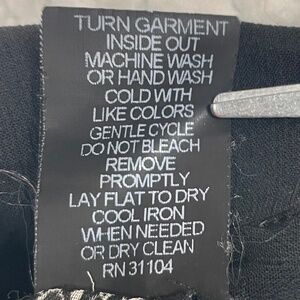 TURN GARMENT
INSIDE OUT
MACHINE WASH
OR HAND WASH
COLD WITH
LIKE COLORS
GENTLE CYCLE
DO NOT BLEACH
REMOVE
PROMPTLY
LAY FLAT TO DRY
COOL IRON
WHEN NEEDED
OR DRY CLEAN
RN 31104